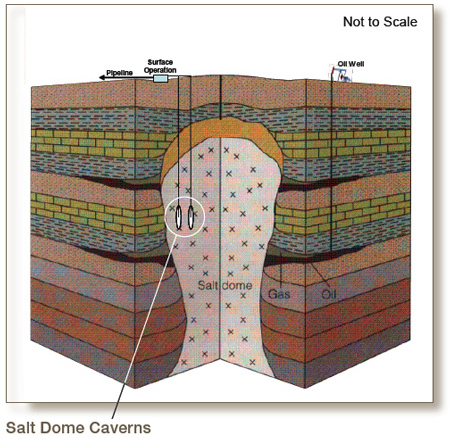 Not to Scale
Surface
Operation
Pipeline
Oil Well
Salt dome
Gas
Oil
Salt Dome Caverns